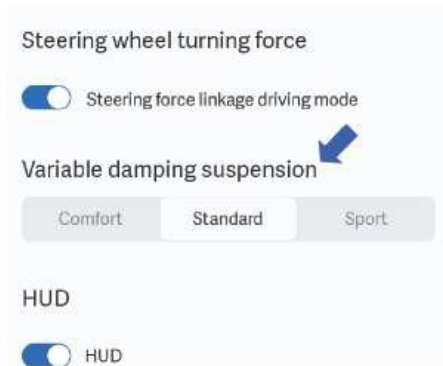 Steering wheel turning force
Steering force linkage driving mode
Variable damping suspension
Comfort Standard Sport
HUD
HUD